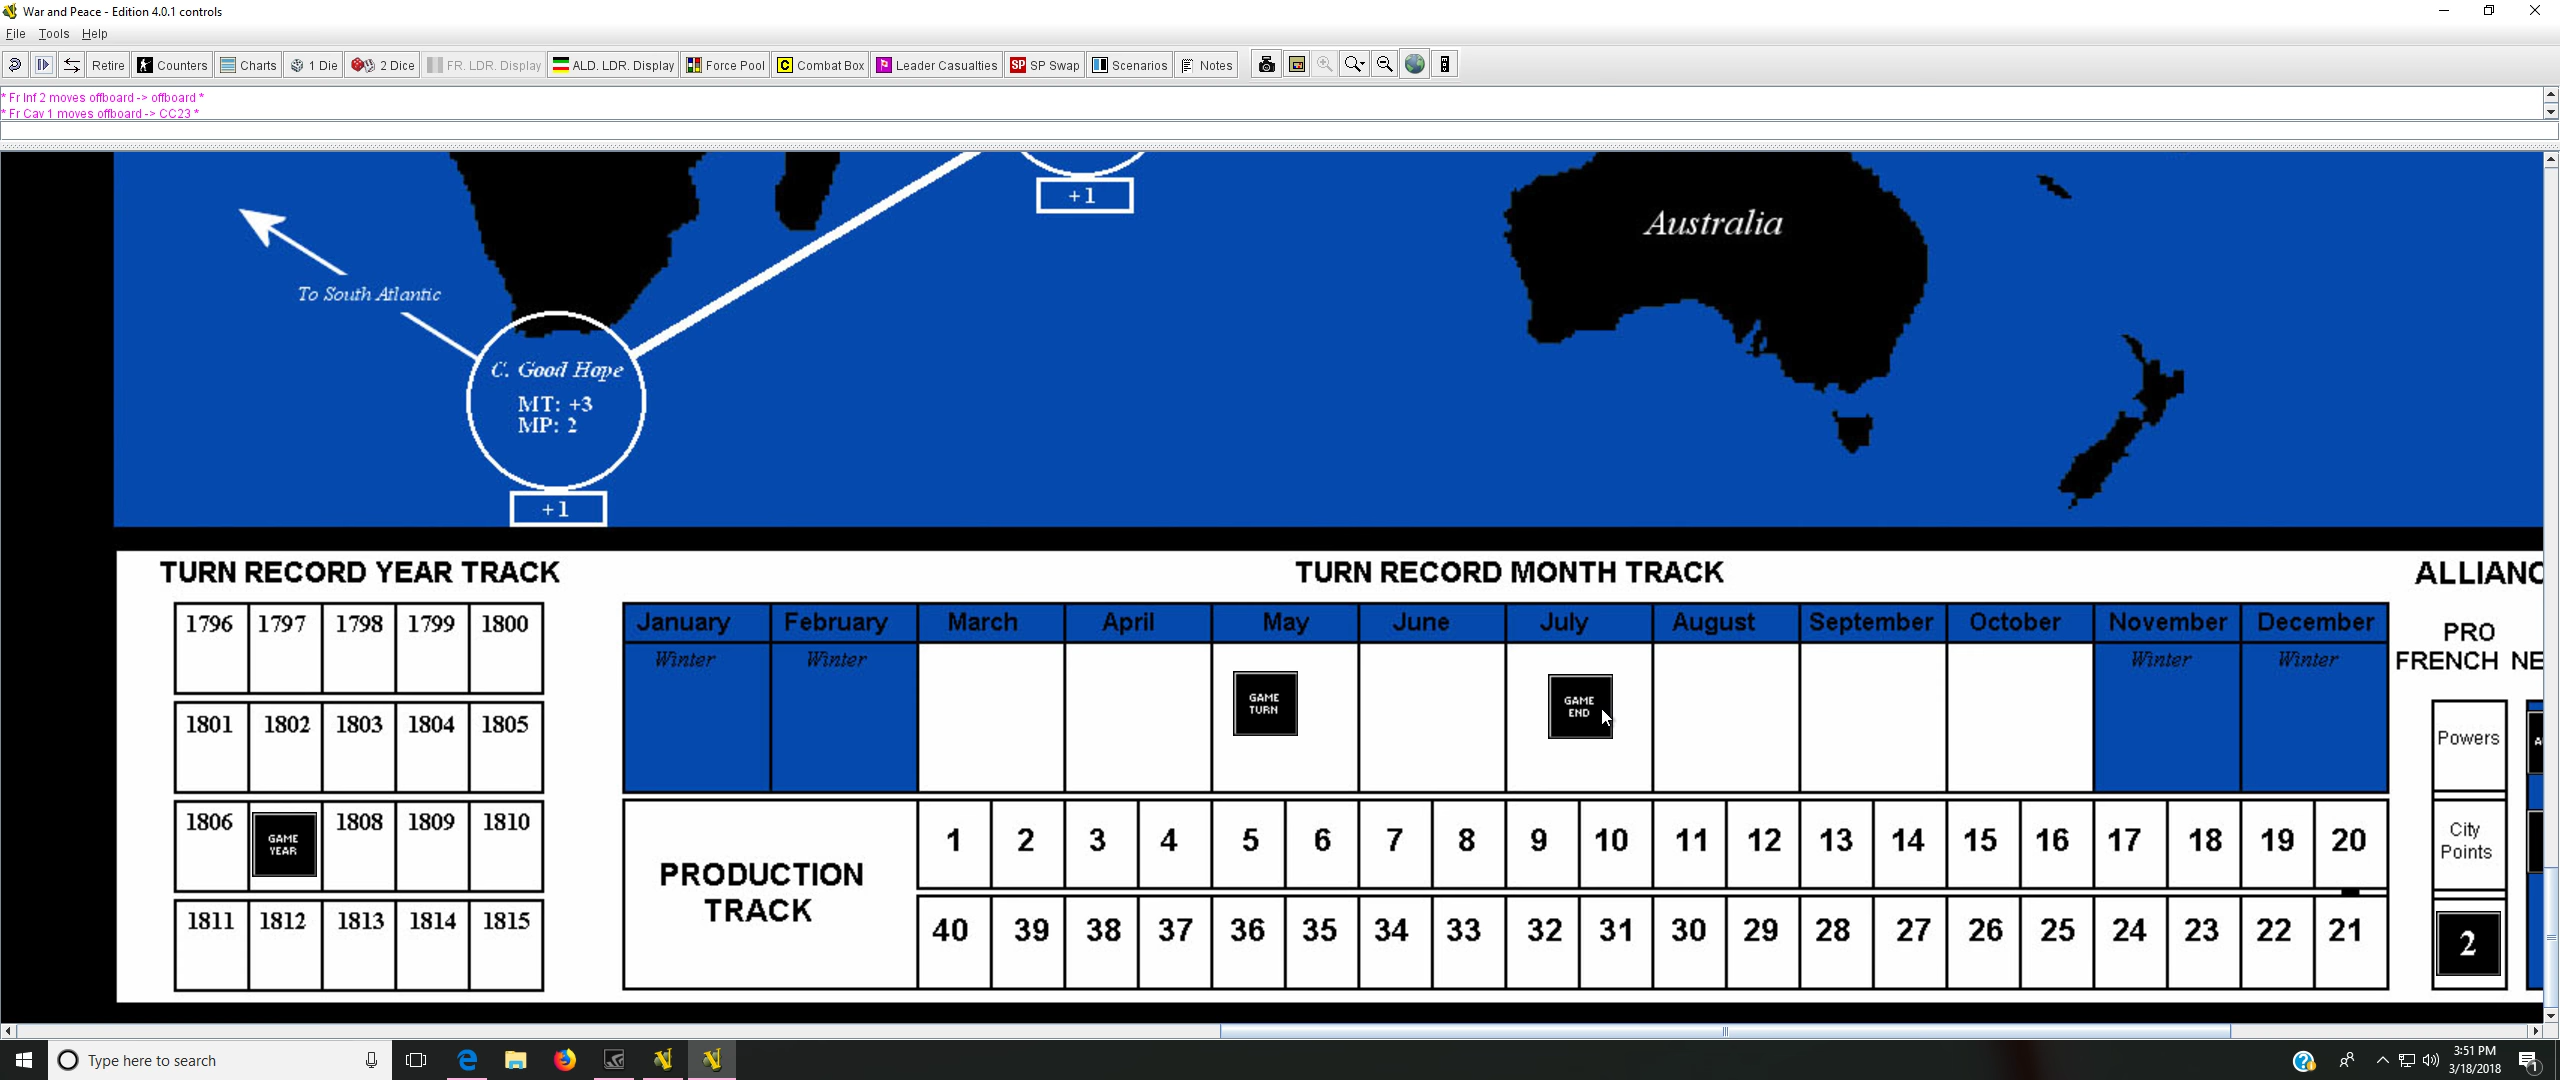 War and Peace - Edition 4.0.1 controls
File Tools Help
Retire Counters Charts 1 Die 2 Dice FR. LDR. Display ALD. LDR. Display Force Pool Combat Box Leader Casualties SP Swap Scenarios Notes
* Fr Inf 2 moves offboard -> offboard *
* Fr Cav 1 moves offboard -> CC23 *
+1
Australia
To South Atlantic
C. Good Hope
MT: +3
MP: 2
+1
TURN RECORD YEAR TRACK
1796 1797 1798 1799 1800
1801 1802 1803 1804 1805
1806 GAME YEAR 1808 1809 1810
1811 1812 1813 1814 1815
TURN RECORD MONTH TRACK
January February March April May June July August September October November December
Winter Winter Winter Winter
GAME TURN
GAME END
PRODUCTION TRACK
1 2 3 4 5 6 7 8 9 10 11 12 13 14 15 16 17 18 19 20
40 39 38 37 36 35 34 33 32 31 30 29 28 27 26 25 24 23 22 21
ALLIANC
PRO
FRENCH NE
Powers
City
Points
2
Type here to search
3:51 PM
3/18/2018
1